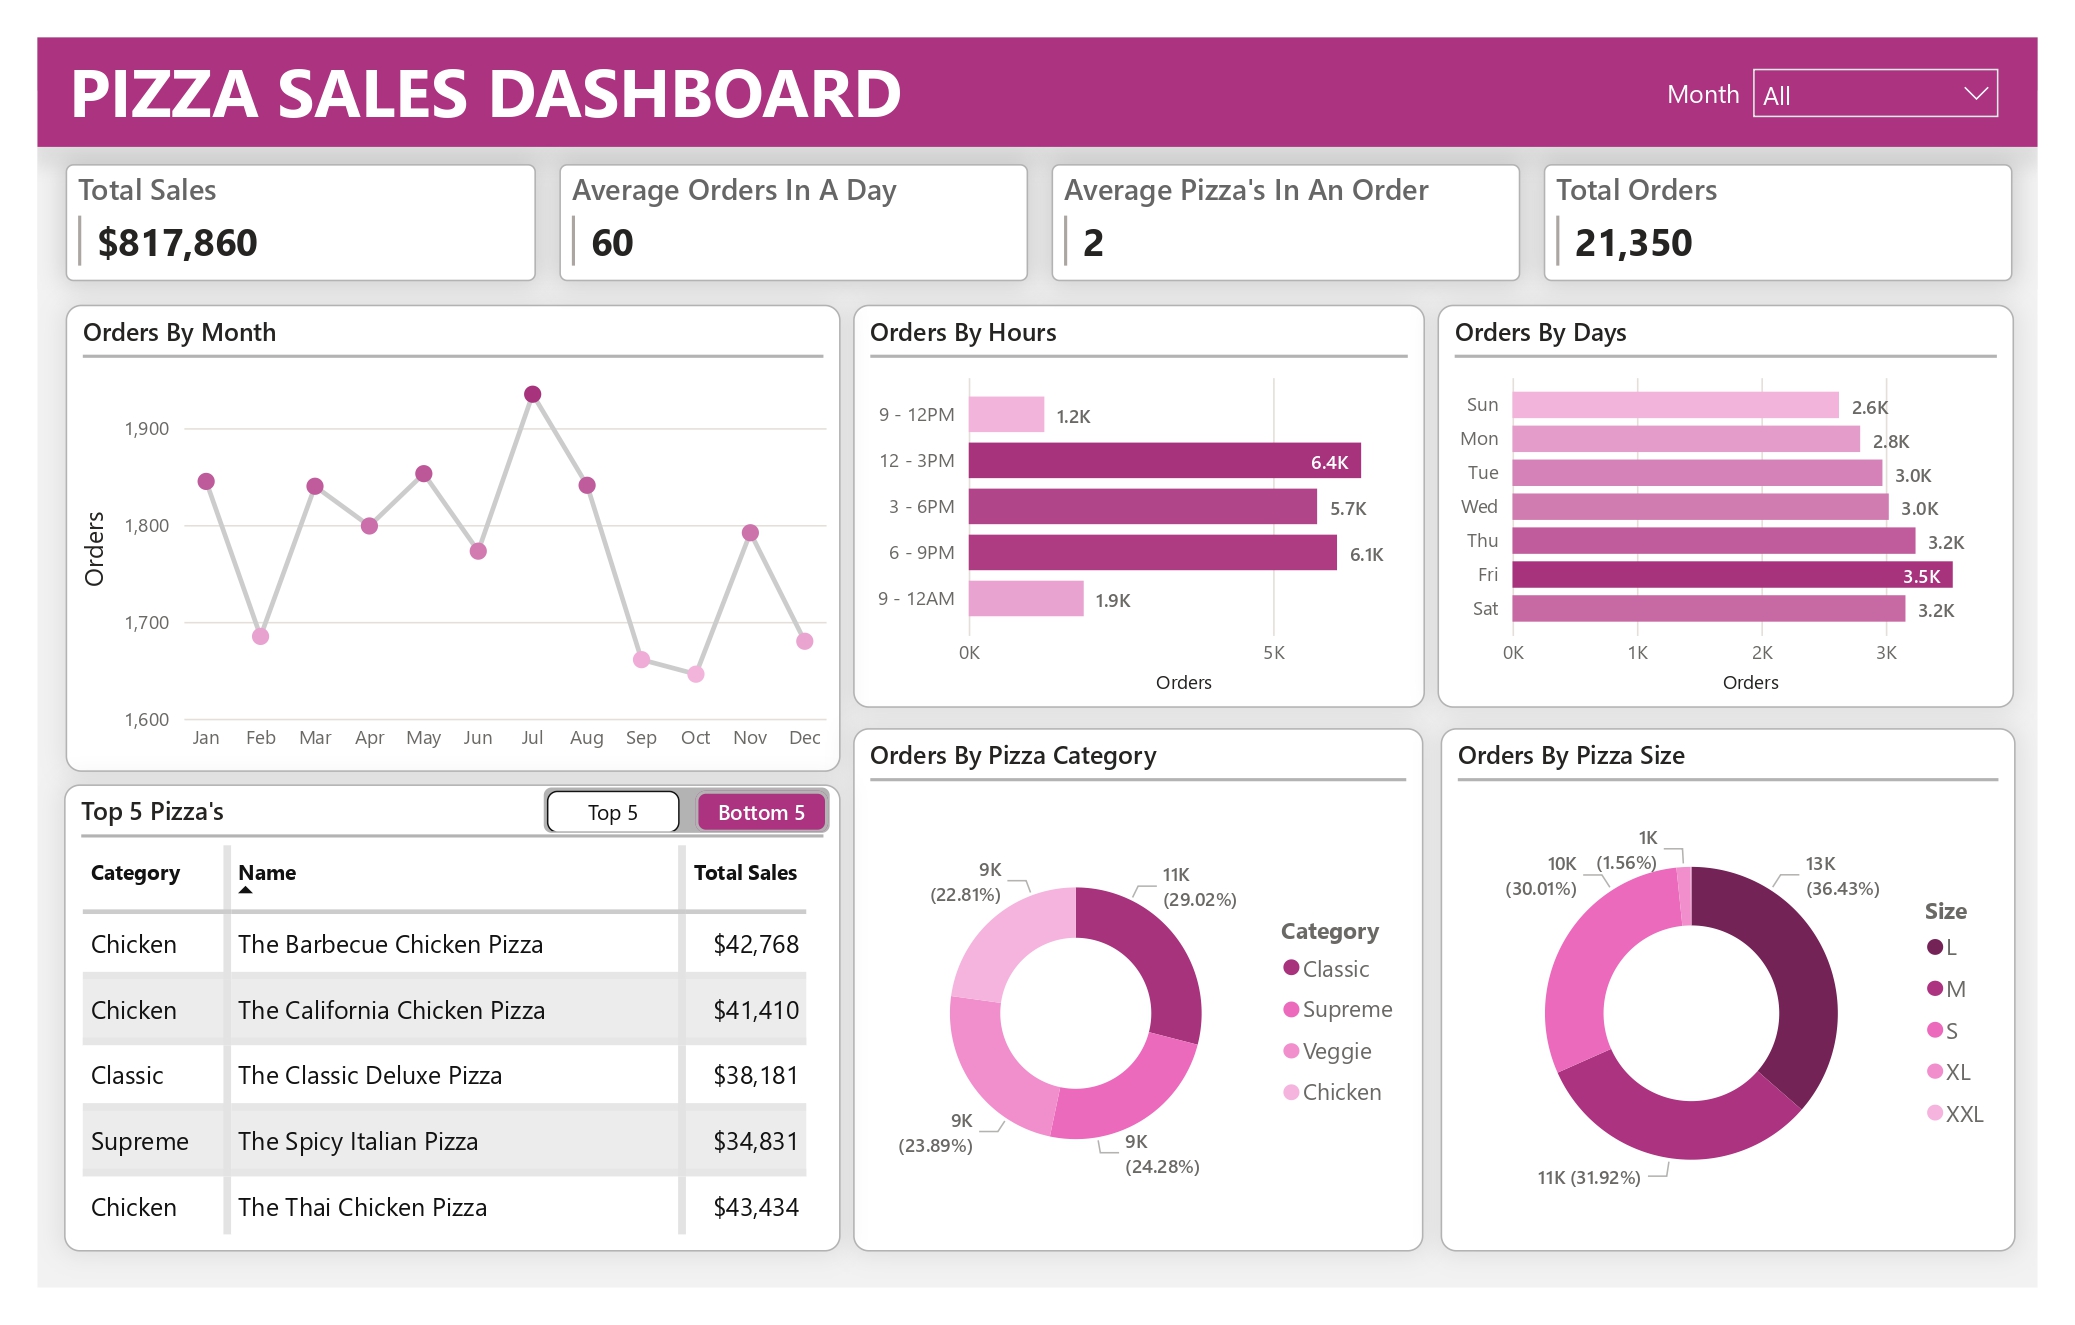 PIZZA SALES DASHBOARD
Month
All
Total Sales
$817,860
Average Orders In A Day
60
Average Pizza's In An Order
2
Total Orders
21,350
Orders By Month
Orders
1,900
1,800
1,700
1,600
Jan Feb Mar Apr May Jun Jul Aug Sep Oct Nov Dec
Orders By Hours
9 - 12PM 1.2K
12 - 3PM 6.4K
3 - 6PM 5.7K
6 - 9PM 6.1K
9 - 12AM 1.9K
0K 5K
Orders
Orders By Days
Sun 2.6K
Mon 2.8K
Tue 3.0K
Wed 3.0K
Thu 3.2K
Fri 3.5K
Sat 3.2K
0K 1K 2K 3K
Orders
Top 5 Pizza's
Top 5
Bottom 5
Category Name Total Sales
Chicken The Barbecue Chicken Pizza $42,768
Chicken The California Chicken Pizza $41,410
Classic The Classic Deluxe Pizza $38,181
Supreme The Spicy Italian Pizza $34,831
Chicken The Thai Chicken Pizza $43,434
Orders By Pizza Category
9K
(22.81%)
11K
(29.02%)
9K
(23.89%)
9K
(24.28%)
Category
Classic
Supreme
Veggie
Chicken
Orders By Pizza Size
1K
(1.56%)
10K
(30.01%)
13K
(36.43%)
11K (31.92%)
Size
L
M
S
XL
XXL